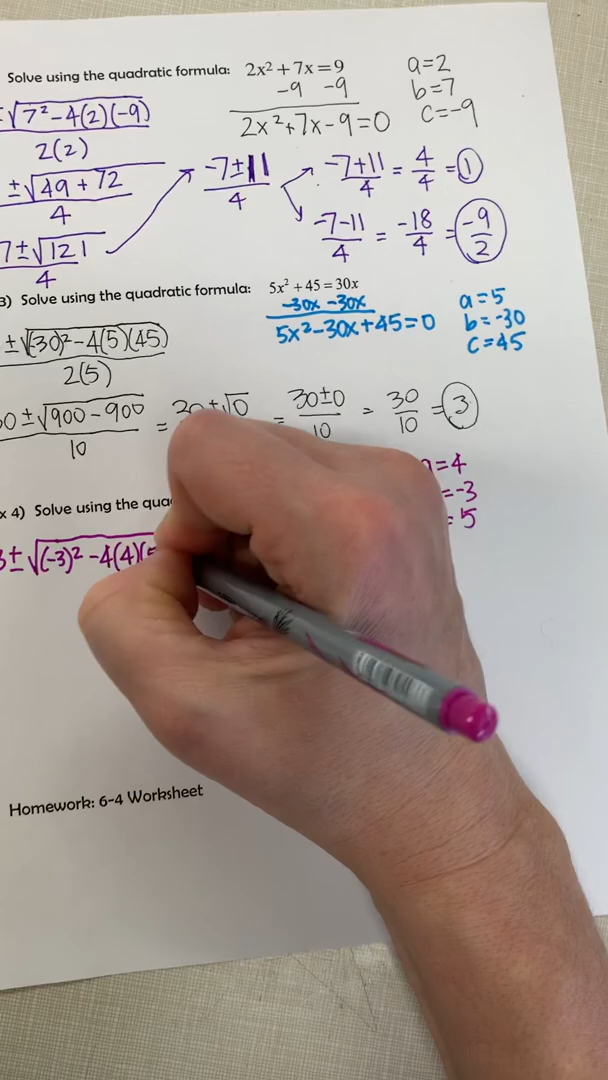 Solve using the quadratic formula: 2x² + 7x = 9
-9 -9
2x²+7x-9=0
a=2
b=7
c=-9
±√7²-4(2)(-9)
2(2)
±√49+72
4
7±√121
4
-7±11
4
-7+11 = 4 = 1
4 4
-7-11 = -18 = -9
4 4 2
3) Solve using the quadratic formula: 5x² + 45 = 30x
-30x -30x
5x²-30x+45=0
a=5
b=-30
c=45
±√(-30)²-4(5)(45)
2(5)
0±√900-900 = ±√0 = 30±0 = 30 = 3
10 10 10
x 4) Solve using the
=4
=-3
=5
3±√(-3)²-4(4)(
Homework: 6-4 Worksheet